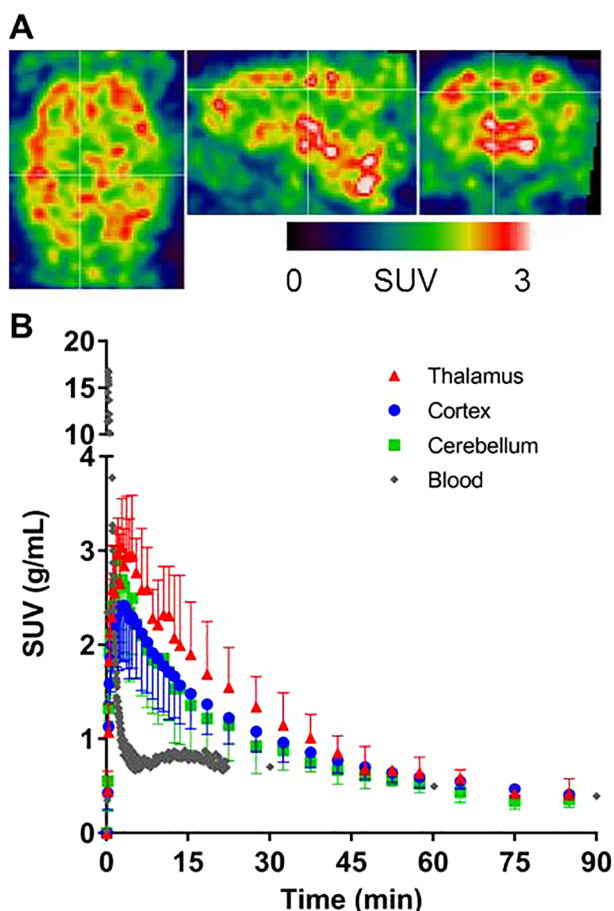 A
0 SUV 3
B
20
15
10
4
3
2
1
0
SUV (g/mL)
Thalamus
Cortex
Cerebellum
Blood
0 15 30 45 60 75 90
Time (min)